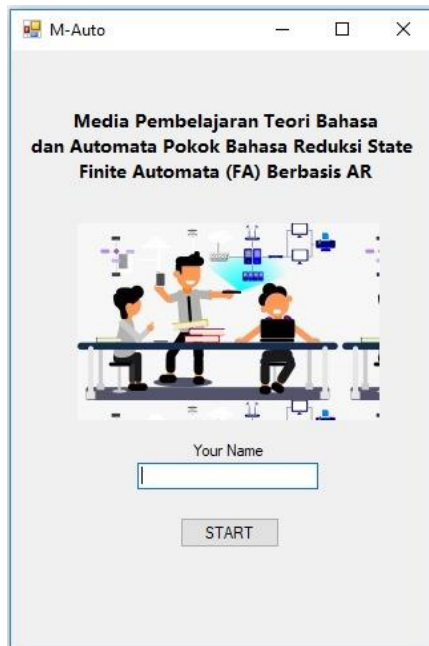 M-Auto
Media Pembelajaran Teori Bahasa
dan Automata Pokok Bahasa Reduksi State
Finite Automata (FA) Berbasis AR
Your Name
START